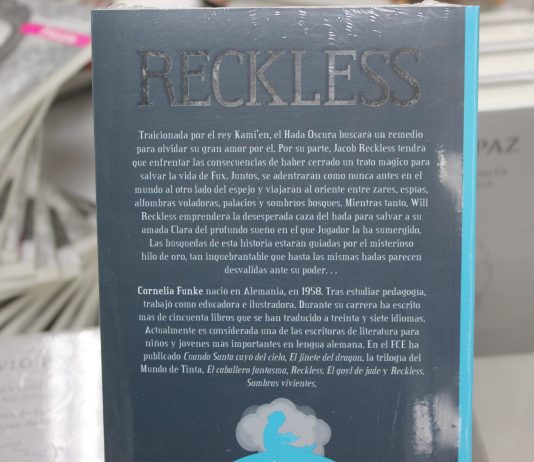 RECKLESS
Traicionada por el rey Kami'en, el Hada Oscura buscará un remedio
para olvidar su gran amor por él. Por su parte, Jacob Reckless tendrá
que enfrentar las consecuencias de haber cerrado un trato mágico para
salvar la vida de Fux. Juntos, se adentrarán como nunca antes en el
mundo al otro lado del espejo y viajarán al oriente entre zares, espías,
alfombras voladoras, palacios y sombríos bosques. Mientras tanto, Will
Reckless emprenderá la desesperada caza del hada para salvar a su
amada Clara del profundo sueño en el que Jugador la ha sumergido.
Las búsquedas de esta historia estarán guiadas por el misterioso
hilo de oro, tan inquebrantable que hasta las mismas hadas parecen
desvalidas ante su poder...
Cornelia Funke nació en Alemania, en 1958. Tras estudiar pedagogía,
trabajó como educadora e ilustradora. Durante su carrera ha escrito
más de cincuenta libros que se han traducido a treinta y siete idiomas.
Actualmente es considerada una de las escritoras de literatura para
niños y jóvenes más importantes en lengua alemana. En el FCE ha
publicado Cuando Santa cayó del cielo, El jinete del dragón, la trilogía del
Mundo de Tinta, El caballero fantasma, Reckless. El goyl de jade y Reckless.
Sombras vivientes.
PAZ